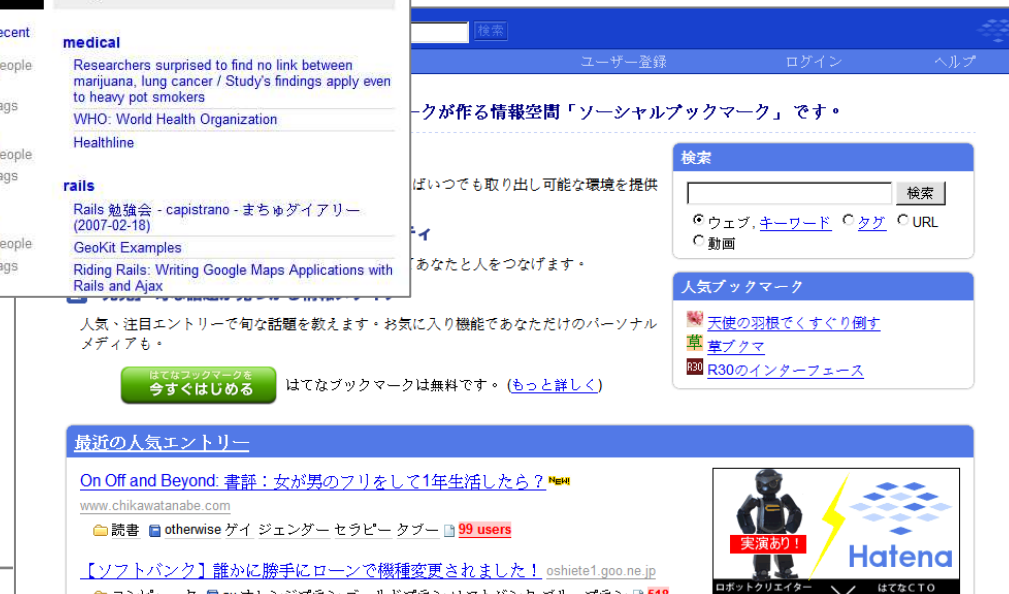 ecent
eople
ags
eople
ags
eople
ags
medical
Researchers surprised to find no link between
marijuana, lung cancer / Study's findings apply even
to heavy pot smokers
WHO: World Health Organization
Healthline
rails
Rails 勉強会 - capistrano - まちゅダイアリー
(2007-02-18)
GeoKit Examples
Riding Rails: Writing Google Maps Applications with
Rails and Ajax
検索
ユーザー登録 ログイン ヘルプ
ークが作る情報空間「ソーシャルブックマーク」です。
ばいつでも取り出し可能な環境を提供
ィ
あなたと人をつなげます。
人気、注目エントリーで旬な話題を教えます。お気に入り機能であなただけのパーソナル
メディアも。
はてなブックマークを
今すぐはじめる
はてなブックマークは無料です。 (もっと詳しく)
検索
検索
ウェブ, キーワード タグ URL
動画
人気ブックマーク
天使の羽根でくすぐり倒す
草 草ブクマ
R30 R30のインターフェース
最近の人気エントリー
On Off and Beyond: 書評：女が男のフリをして1年生活したら？ NEW!
www.chikawatanabe.com
読書 otherwise ゲイ ジェンダー セラピー タブー 99 users
【ソフトバンク】誰かに勝手にローンで機種変更されました！ oshiete1.goo.ne.jp
518
実演あり！
Hatena
ロボットクリエイター はてなCTO